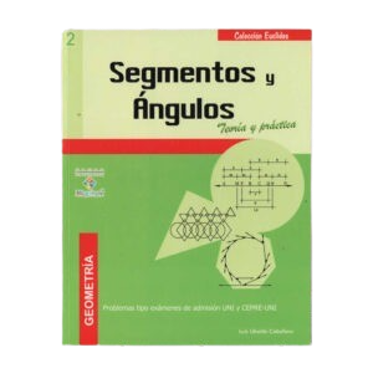 2
Colección Euclides
Segmentos y
Ángulos
Teoría y práctica
GEOMETRÍA
Problemas tipo exámenes de admisión UNI y CEPRE-UNI
Luis Ubaldo Caballero